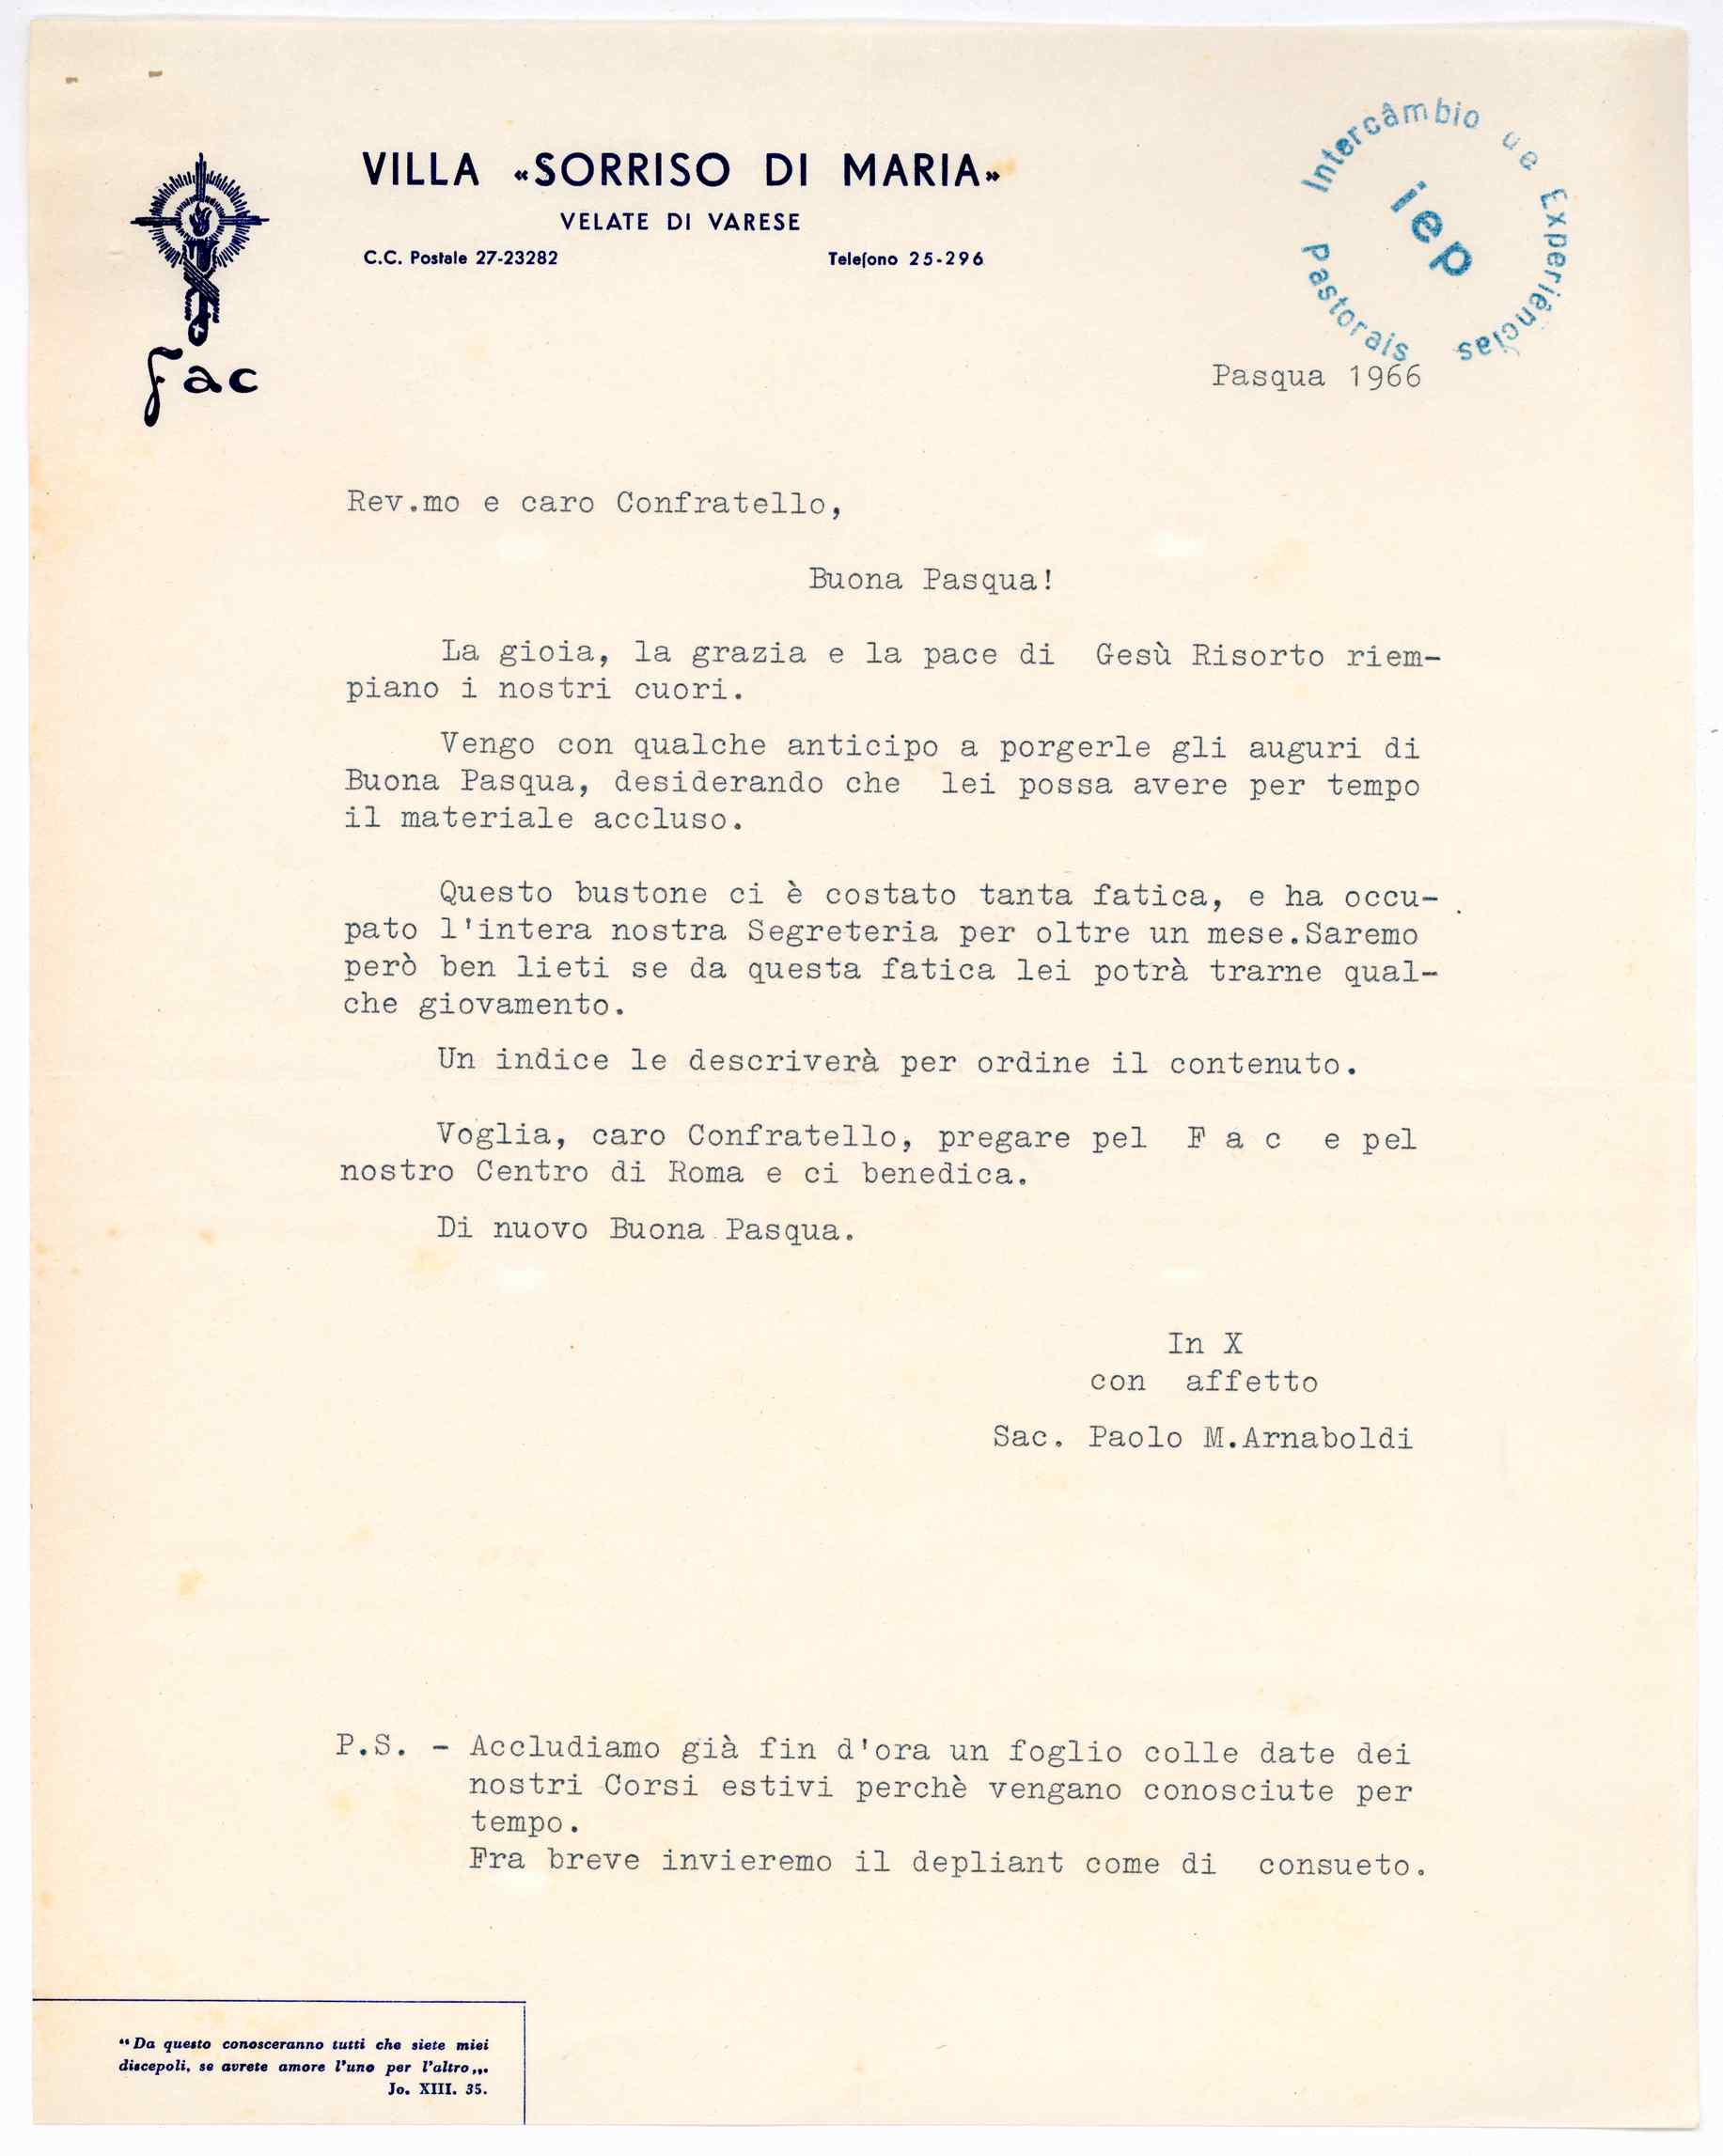 VILLA «SORRISO DI MARIA»
VELATE DI VARESE
C.C. Postale 27-23282 Telefono 25-296
Fac
Intercâmbio de Experiências Pastorais
iep
Pasqua 1966
Rev.mo e caro Confratello,
Buona Pasqua!
La gioia, la grazia e la pace di Gesù Risorto riem-
piano i nostri cuori.
Vengo con qualche anticipo a porgerle gli auguri di
Buona Pasqua, desiderando che lei possa avere per tempo
il materiale accluso.
Questo bustone ci è costato tanta fatica, e ha occu-
pato l'intera nostra Segreteria per oltre un mese.Saremo
però ben lieti se da questa fatica lei potrà trarne qual-
che giovamento.
Un indice le descriverà per ordine il contenuto.
Voglia, caro Confratello, pregare pel F a c e pel
nostro Centro di Roma e ci benedica.
Di nuovo Buona Pasqua.
In X
con affetto
Sac. Paolo M.Arnaboldi
P.S. - Accludiamo già fin d'ora un foglio colle date dei
nostri Corsi estivi perchè vengano conosciute per
tempo.
Fra breve invieremo il depliant come di consueto.
“Da questo conosceranno tutti che siete miei
discepoli, se avrete amore l'uno per l'altro„.
Jo. XIII. 35.